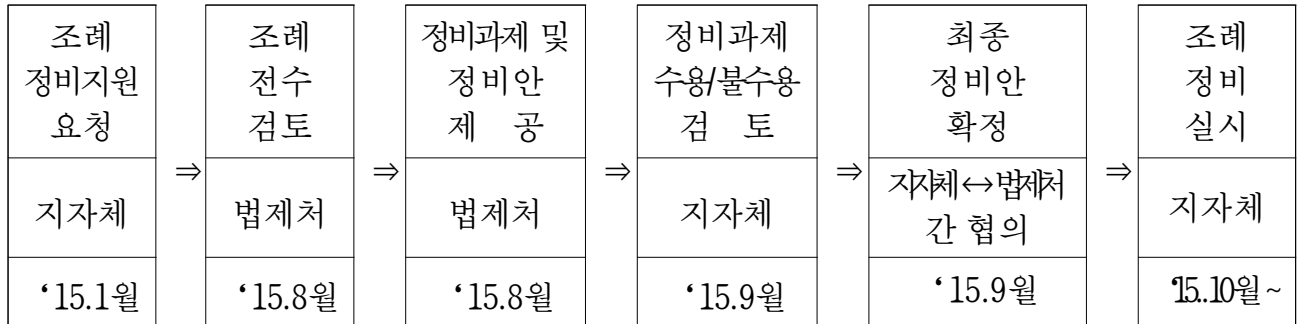 조례
정비지원
요청
지자체
‘15.1월
⇒
조례
전수
검토
법제처
‘15.8월
⇒
정비과제 및
정비안
제 공
법제처
‘15.8월
⇒
정비과제
수용/불수용
검 토
지자체
‘15.9월
⇒
최종
정비안
확정
지자체↔법제처
간 협의
‘15.9월
⇒
조례
정비
실시
지자체
‘15..10월~